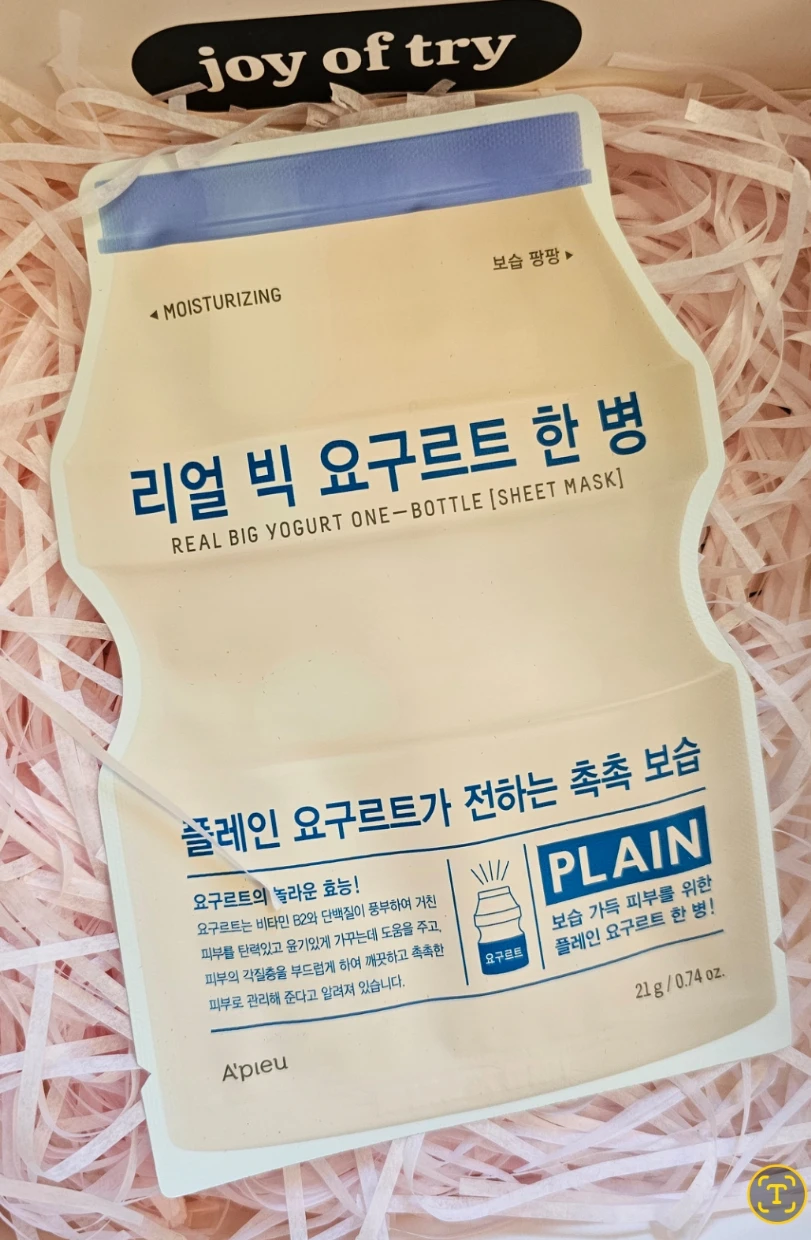 joy of try
보습 팡팡 ▶
◀ MOISTURIZING
리얼 빅 요구르트 한 병
REAL BIG YOGURT ONE—BOTTLE [SHEET MASK]
플레인 요구르트가 전하는 촉촉 보습
요구르트의 놀라운 효능!
요구르트는 비타민 B2와 단백질이 풍부하여 거친
피부를 탄력있고 윤기있게 가꾸는데 도움을 주고,
피부의 각질층을 부드럽게 하여 깨끗하고 촉촉한
피부로 관리해 준다고 알려져 있습니다.
요구르트
PLAIN
보습 가득 피부를 위한
플레인 요구르트 한 병!
21 g / 0.74 oz.
A'pieu
T